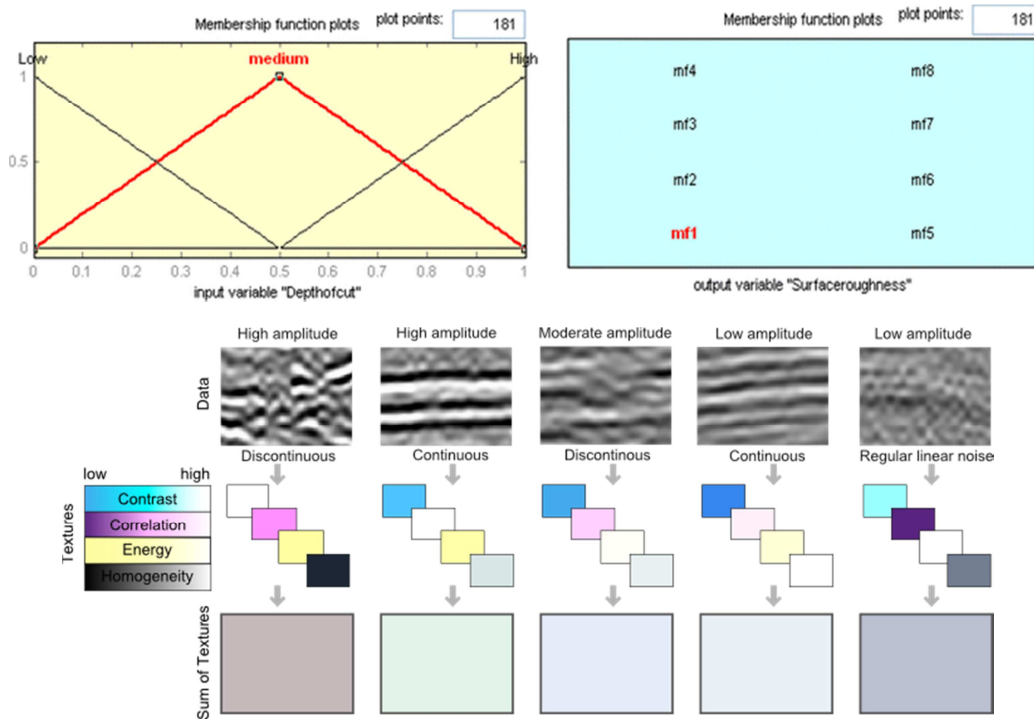 Membership function plots plot points: 181
Low medium High
1
0.5
0
0 0.1 0.2 0.3 0.4 0.5 0.6 0.7 0.8 0.9 1
input variable "Depthofcut"
Membership function plots plot points: 181
mf4 mf8
mf3 mf7
mf2 mf6
mf1 mf5
output variable "Surfaceroughness"
High amplitude High amplitude Moderate amplitude Low amplitude Low amplitude
Data
Discontinuous Continuous Discontinous Continuous Regular linear noise
low high
Textures
Contrast
Correlation
Energy
Homogeneity
Sum of Textures